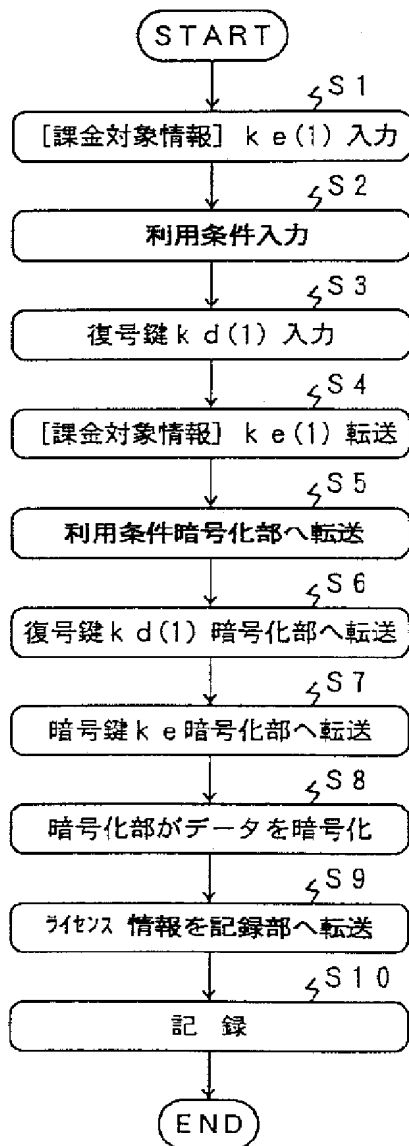 START
S1
[課金対象情報] ke(1) 入力
S2
利用条件入力
S3
復号鍵kd(1) 入力
S4
[課金対象情報] ke(1) 転送
S5
利用条件暗号化部へ転送
S6
復号鍵kd(1) 暗号化部へ転送
S7
暗号鍵ke暗号化部へ転送
S8
暗号化部がデータを暗号化
S9
ライセンス 情報を記録部へ転送
S10
記 録
END